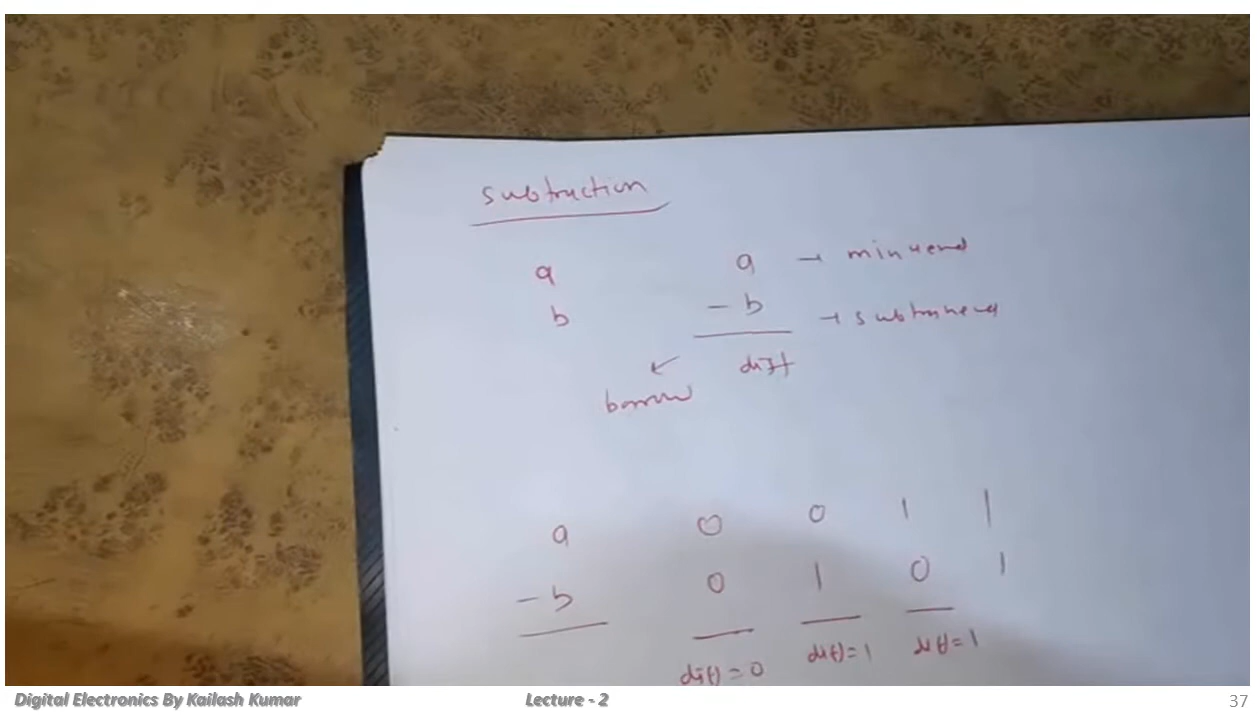 subtruction
a a → minuend
b - b → subtrahend
diff
borrow
a 0 0 1 1
- b 0 1 0 1
diff = 0 diff = 1 diff = 1
Digital Electronics By Kailash Kumar Lecture - 2 37